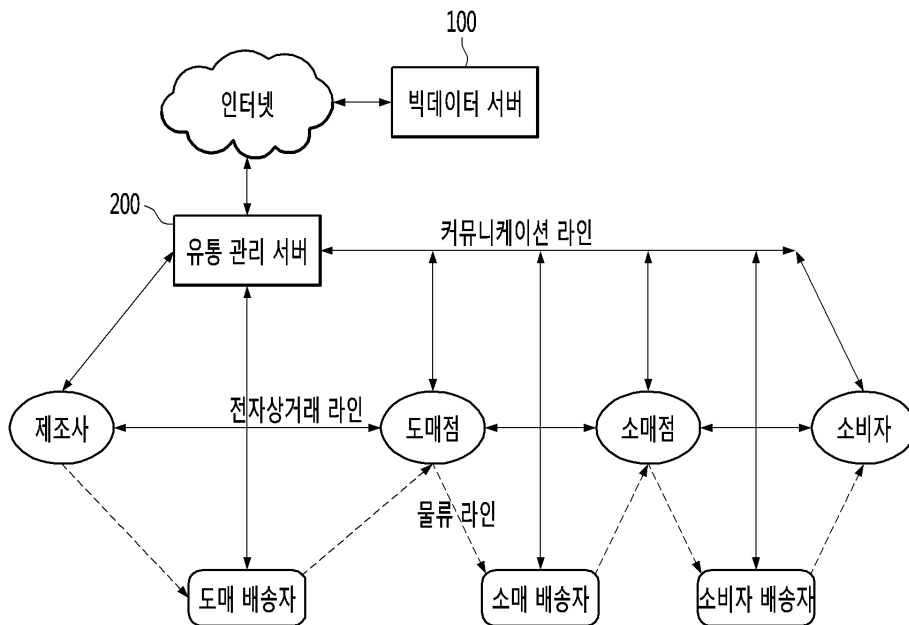 100
인터넷
빅데이터 서버
200
유통 관리 서버
커뮤니케이션 라인
제조사
전자상거래 라인
도매점
소매점
소비자
물류 라인
도매 배송자
소매 배송자
소비자 배송자